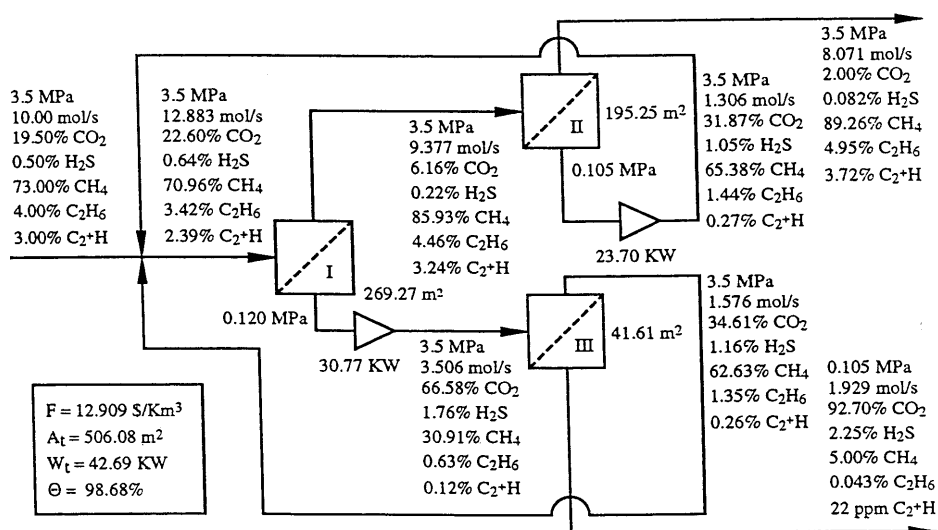 3.5 MPa
10.00 mol/s
19.50% CO₂
0.50% H₂S
73.00% CH₄
4.00% C₂H₆
3.00% C₂+H
3.5 MPa
12.883 mol/s
22.60% CO₂
0.64% H₂S
70.96% CH₄
3.42% C₂H₆
2.39% C₂+H
I
269.27 m²
0.120 MPa
30.77 KW
3.5 MPa
9.377 mol/s
6.16% CO₂
0.22% H₂S
85.93% CH₄
4.46% C₂H₆
3.24% C₂+H
II
195.25 m²
0.105 MPa
23.70 KW
3.5 MPa
1.306 mol/s
31.87% CO₂
1.05% H₂S
65.38% CH₄
1.44% C₂H₆
0.27% C₂+H
3.5 MPa
8.071 mol/s
2.00% CO₂
0.082% H₂S
89.26% CH₄
4.95% C₂H₆
3.72% C₂+H
3.5 MPa
3.506 mol/s
66.58% CO₂
1.76% H₂S
30.91% CH₄
0.63% C₂H₆
0.12% C₂+H
III
41.61 m²
3.5 MPa
1.576 mol/s
34.61% CO₂
1.16% H₂S
62.63% CH₄
1.35% C₂H₆
0.26% C₂+H
0.105 MPa
1.929 mol/s
92.70% CO₂
2.25% H₂S
5.00% CH₄
0.043% C₂H₆
22 ppm C₂+H
F = 12.909 $/Km³
Aₜ = 506.08 m²
Wₜ = 42.69 KW
Θ = 98.68%